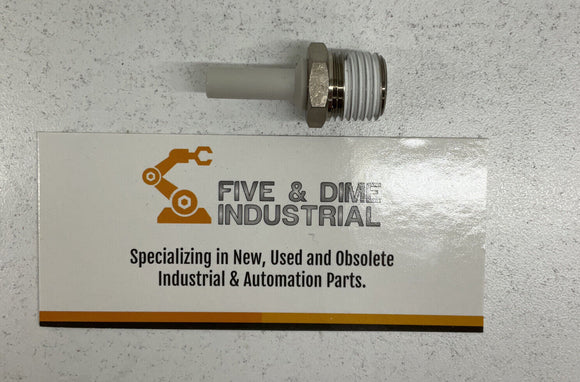 FIVE & DIME
INDUSTRIAL
Specializing in New, Used and Obsolete
Industrial & Automation Parts.